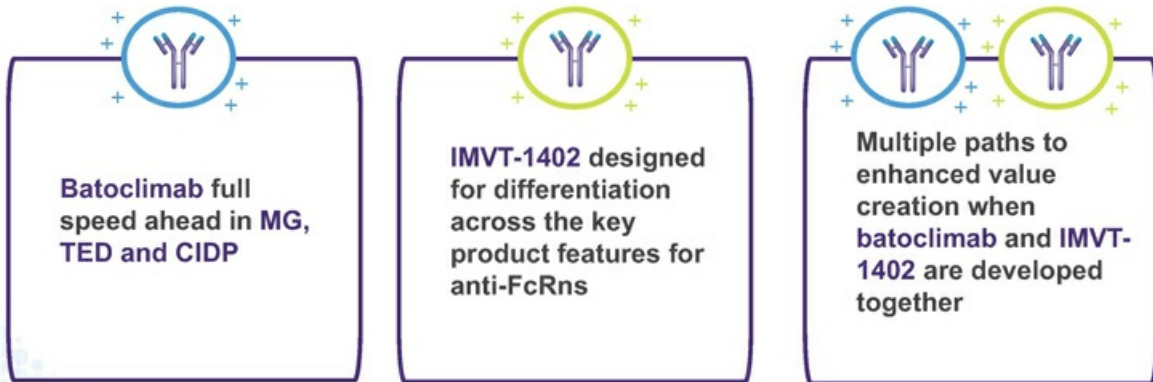 Batoclimab full
speed ahead in MG,
TED and CIDP
IMVT-1402 designed
for differentiation
across the key
product features for
anti-FcRns
Multiple paths to
enhanced value
creation when
batoclimab and IMVT-
1402 are developed
together